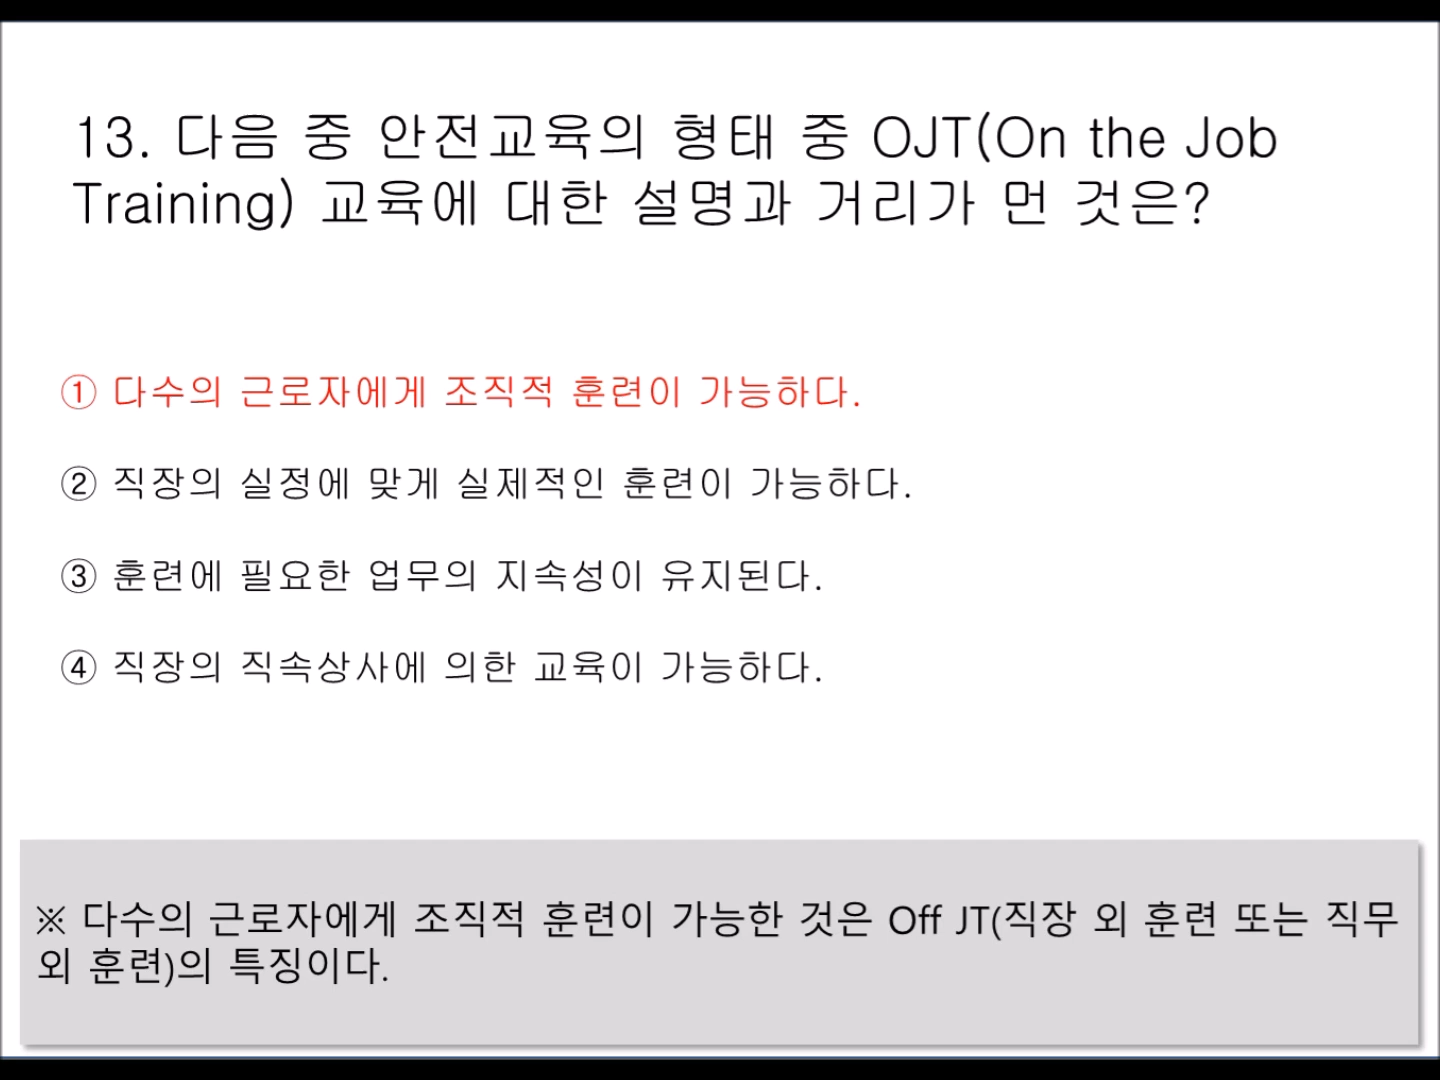 13. 다음 중 안전교육의 형태 중 OJT(On the Job
Training) 교육에 대한 설명과 거리가 먼 것은?
① 다수의 근로자에게 조직적 훈련이 가능하다.
② 직장의 실정에 맞게 실제적인 훈련이 가능하다.
③ 훈련에 필요한 업무의 지속성이 유지된다.
④ 직장의 직속상사에 의한 교육이 가능하다.
※ 다수의 근로자에게 조직적 훈련이 가능한 것은 Off JT(직장 외 훈련 또는 직무
외 훈련)의 특징이다.